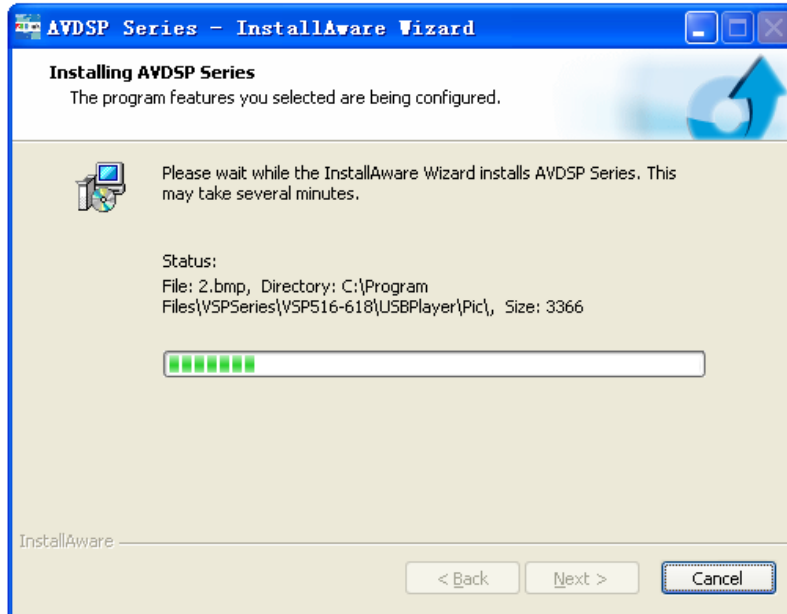 AVDSP Series - InstallAware Wizard
Installing AVDSP Series
The program features you selected are being configured.
Please wait while the InstallAware Wizard installs AVDSP Series. This
may take several minutes.
Status:
File: 2.bmp,  Directory: C:\Program
Files\VSPSeries\VSP516-618\USBPlayer\Pic\,  Size: 3366
InstallAware
< Back
Next >
Cancel